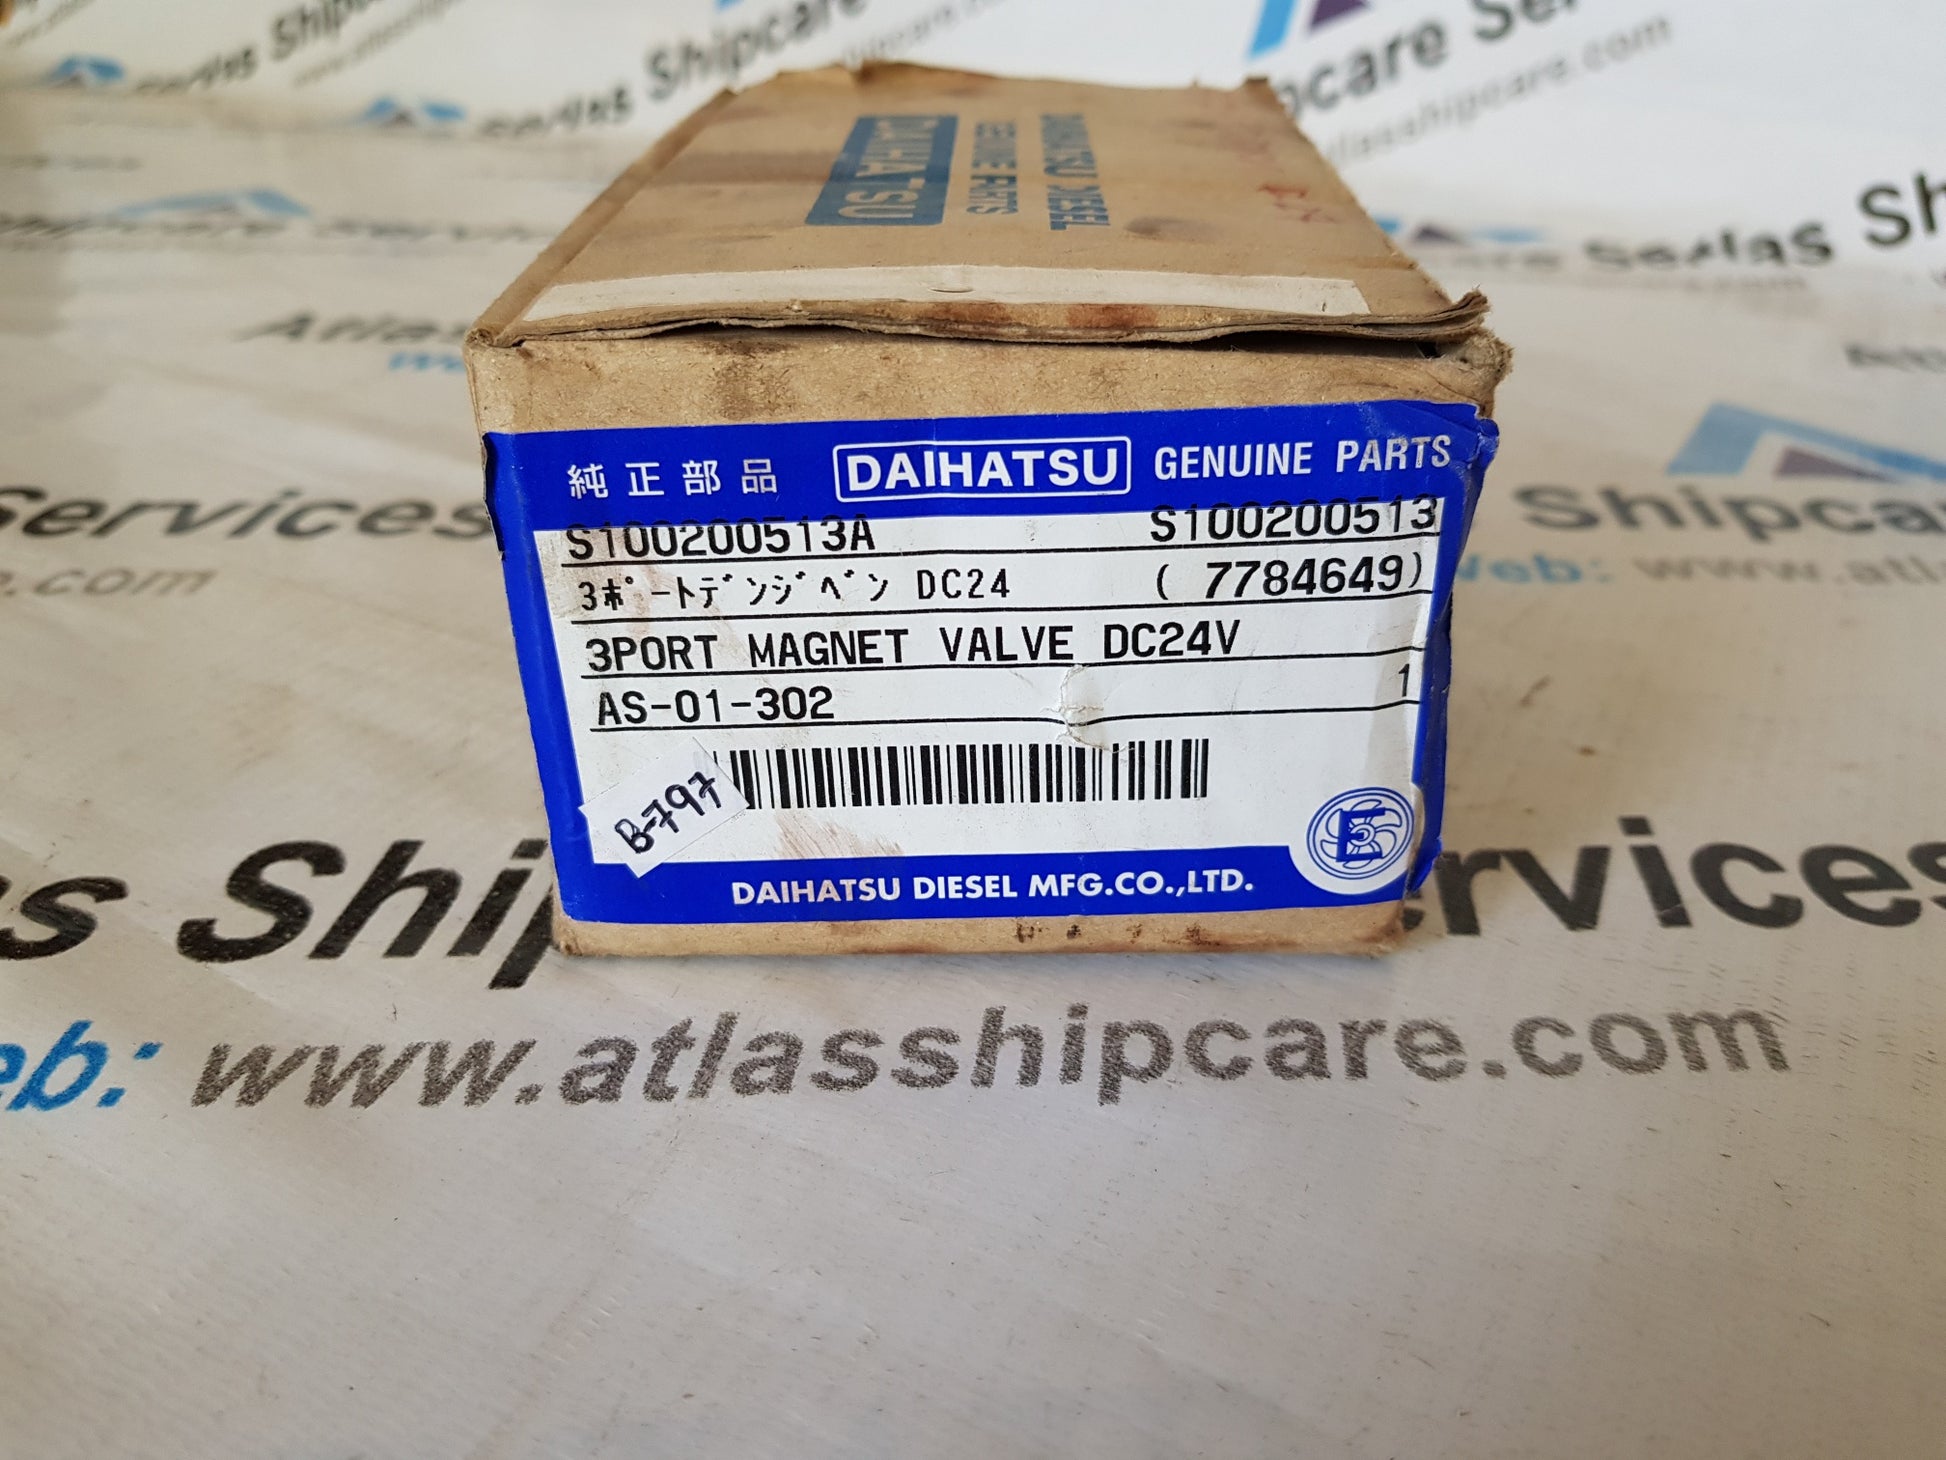 DAIHATSU
DAIHATSU DIESEL
GENUINE PARTS
純正部品 DAIHATSU GENUINE PARTS
S100200513A S100200513
3ﾎﾟｰﾄデﾞﾝｼﾞﾍﾞﾝ DC24 ( 7784649)
3PORT MAGNET VALVE DC24V
AS-01-302 1
B-797
E
DAIHATSU DIESEL MFG.CO.,LTD.
Shipcare Services
www.atlasshipcare.com